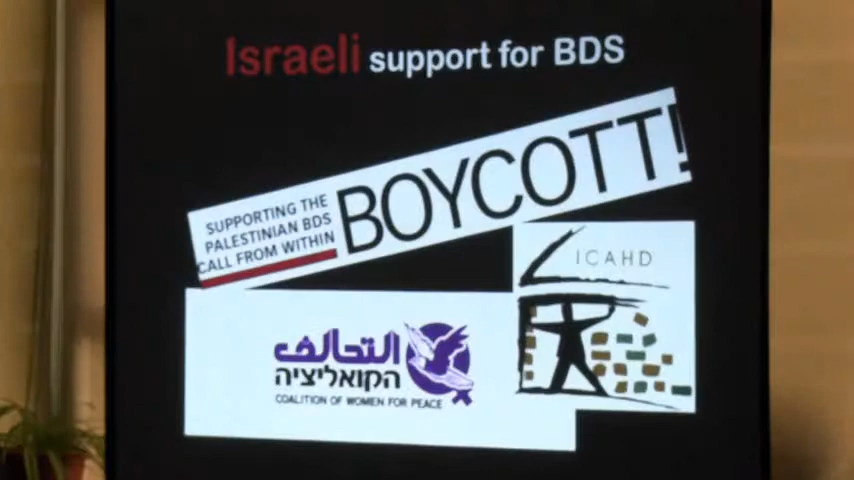 Israeli support for BDS
SUPPORTING THE
PALESTINIAN BDS
CALL FROM WITHIN
BOYCOTT!
ICAHD
التحالف
הקואליציה
COALITION OF WOMEN FOR PEACE